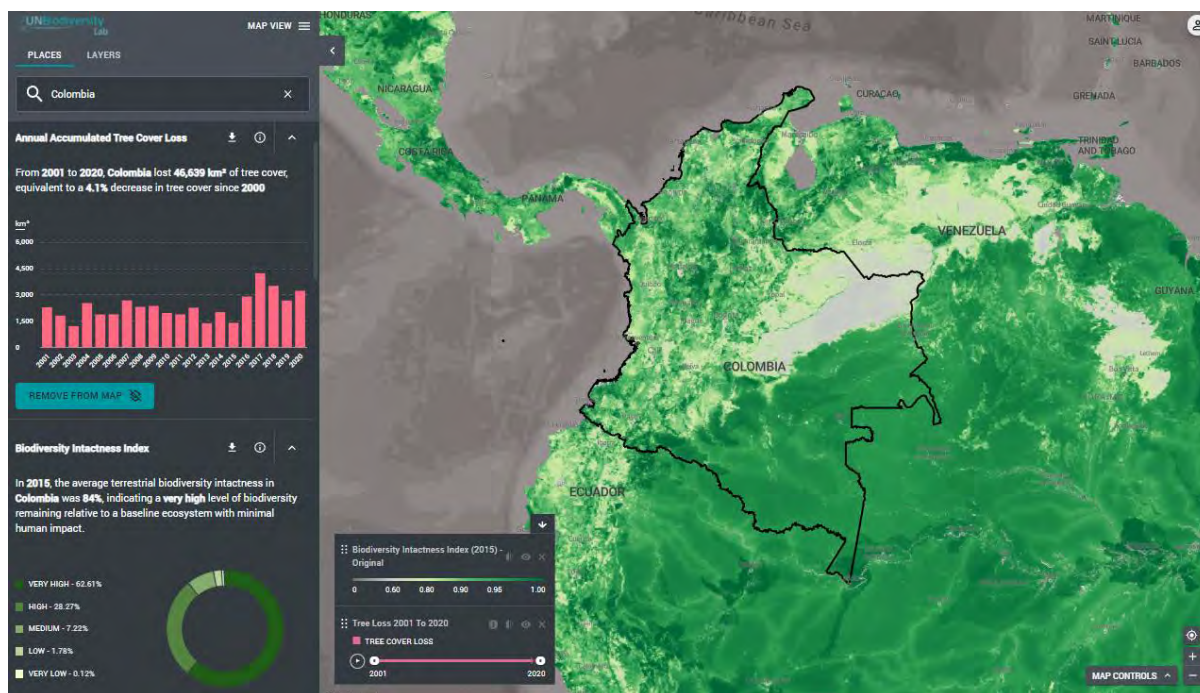 UNBiodiversity
Lab
MAP VIEW
PLACES
LAYERS
Colombia
Annual Accumulated Tree Cover Loss
From 2001 to 2020, Colombia lost 46,639 km² of tree cover,
equivalent to a 4.1% decrease in tree cover since 2000
km²
6,000
4,500
3,000
1,500
0
2001 2002 2003 2004 2005 2006 2007 2008 2009 2010 2011 2012 2013 2014 2015 2016 2017 2018 2019 2020
REMOVE FROM MAP
Biodiversity Intactness Index
In 2015, the average terrestrial biodiversity intactness in
Colombia was 84%, indicating a very high level of biodiversity
remaining relative to a baseline ecosystem with minimal
human impact.
VERY HIGH - 62.61%
HIGH - 28.27%
MEDIUM - 7.22%
LOW - 1.78%
VERY LOW - 0.12%
HONDURAS
Caribbean Sea
MARTINIQUE
SAINT LUCIA
BARBADOS
NICARAGUA
CURACAO
GRENADA
COSTA RICA
TRINIDAD
AND TOBAGO
PANAMA
VENEZUELA
GUYANA
COLOMBIA
ECUADOR
Biodiversity Intactness Index (2015) -
Original
0 0.60 0.80 0.90 0.95 1.00
Tree Loss 2001 To 2020
TREE COVER LOSS
2001 2020
MAP CONTROLS